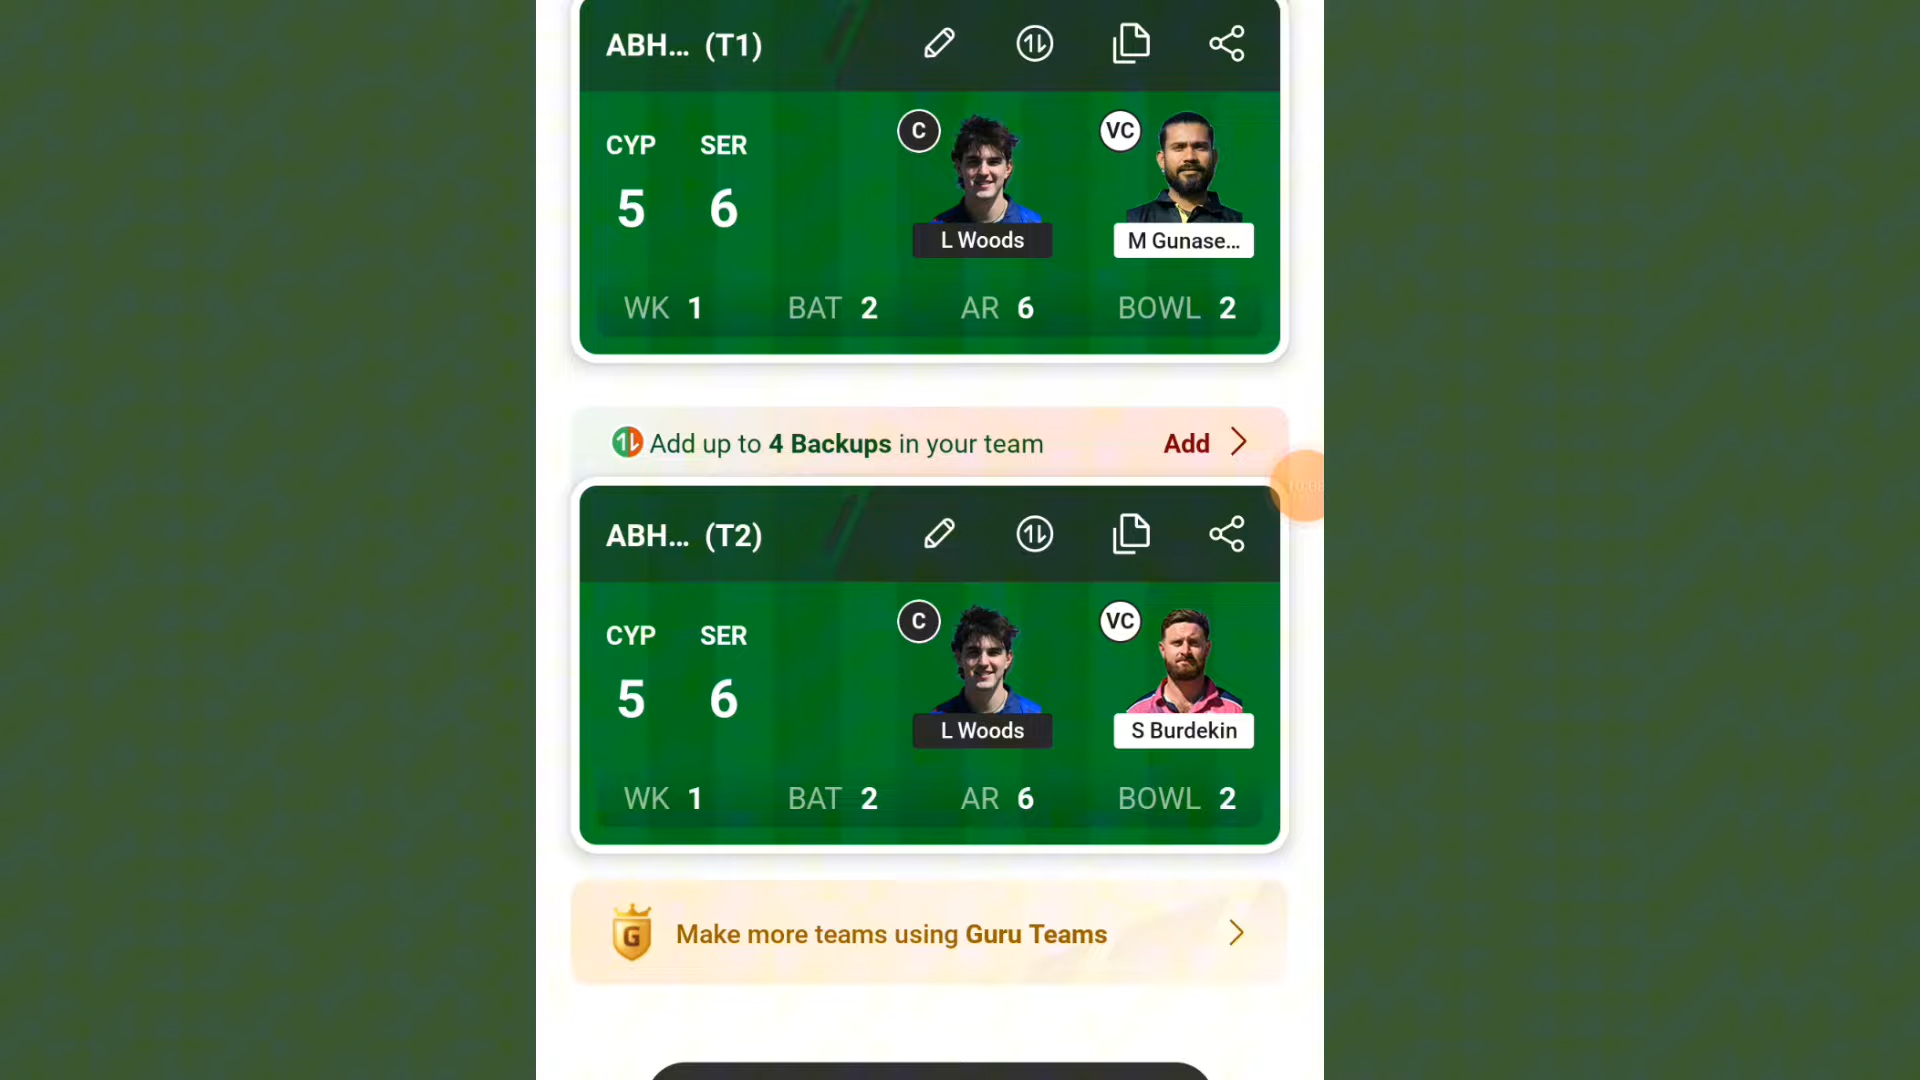 ABH... (T1)
CYP SER
5 6
C VC
L Woods M Gunase...
WK 1 BAT 2 AR 6 BOWL 2
Add up to 4 Backups in your team Add
ABH... (T2)
CYP SER
5 6
C VC
L Woods S Burdekin
WK 1 BAT 2 AR 6 BOWL 2
G Make more teams using Guru Teams